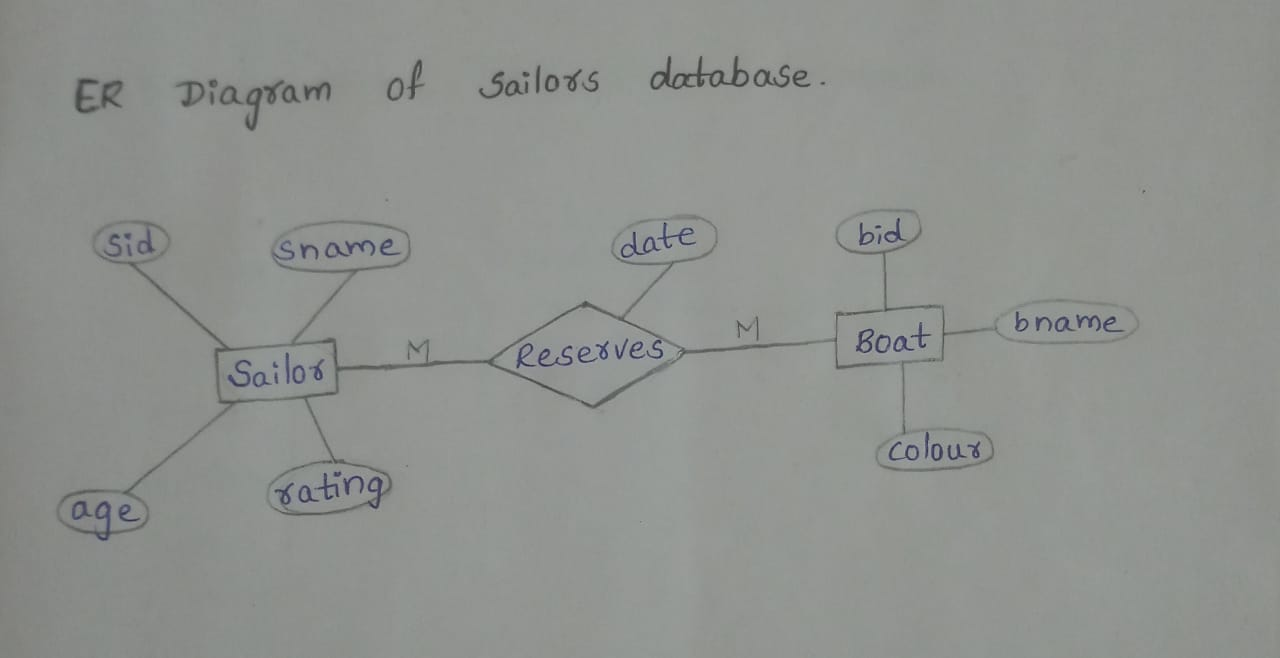 ER Diagram of Sailors database.
sid sname date bid
bname
M
Boat
Sailor M Reserves
colour
age rating